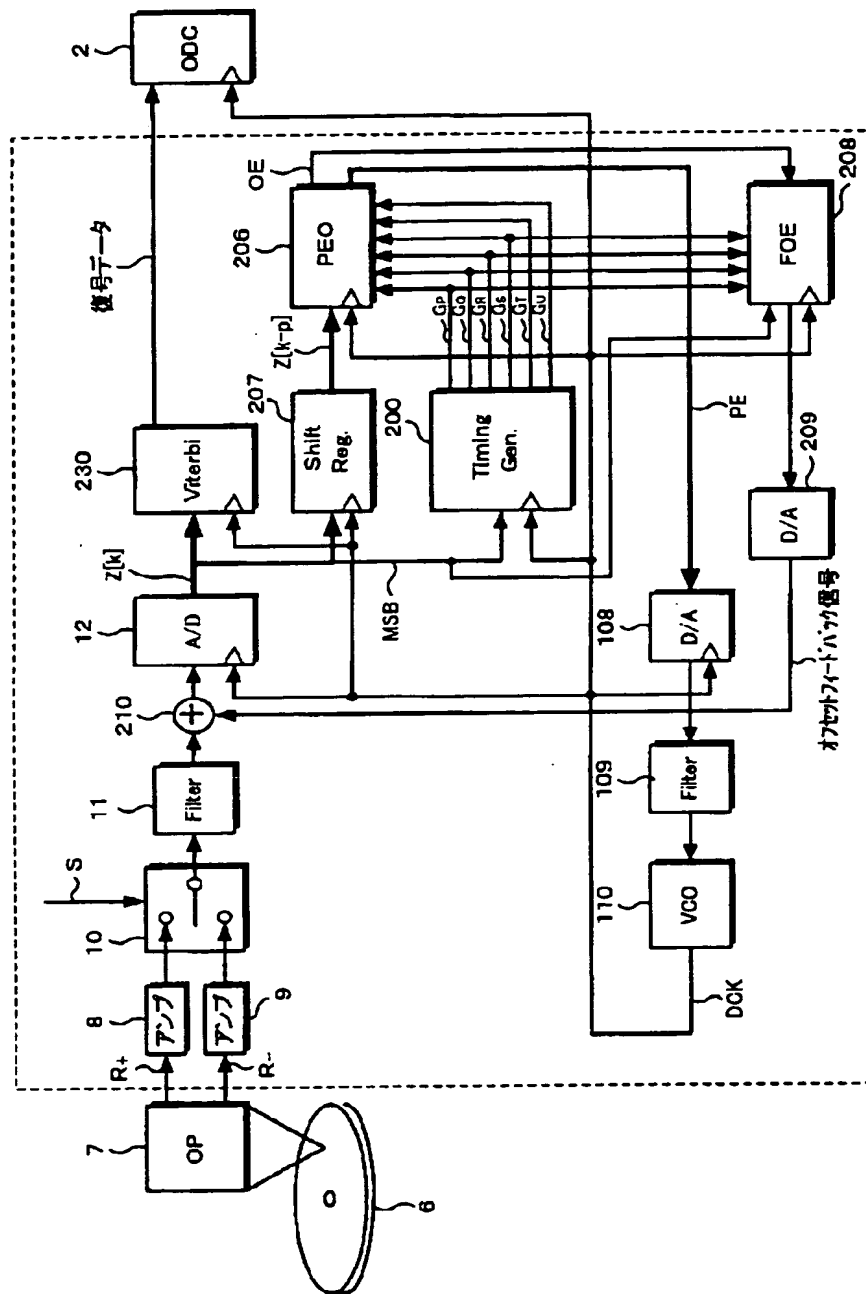 2
ODC
復号データ
OE
206
PEO
Z[k-p]
208
FOE
GP
GQ
GR
GS
GT
GU
207
Shift
Reg.
200
Timing
Gen.
PE
209
D/A
オフセットフィードバック信号
230
Viterbi
Z[k]
12
A/D
MSB
108
D/A
210
+
11
Filter
109
Filter
S
10
110
VCO
DCK
8
アンプ
9
アンプ
R+
R-
7
OP
6